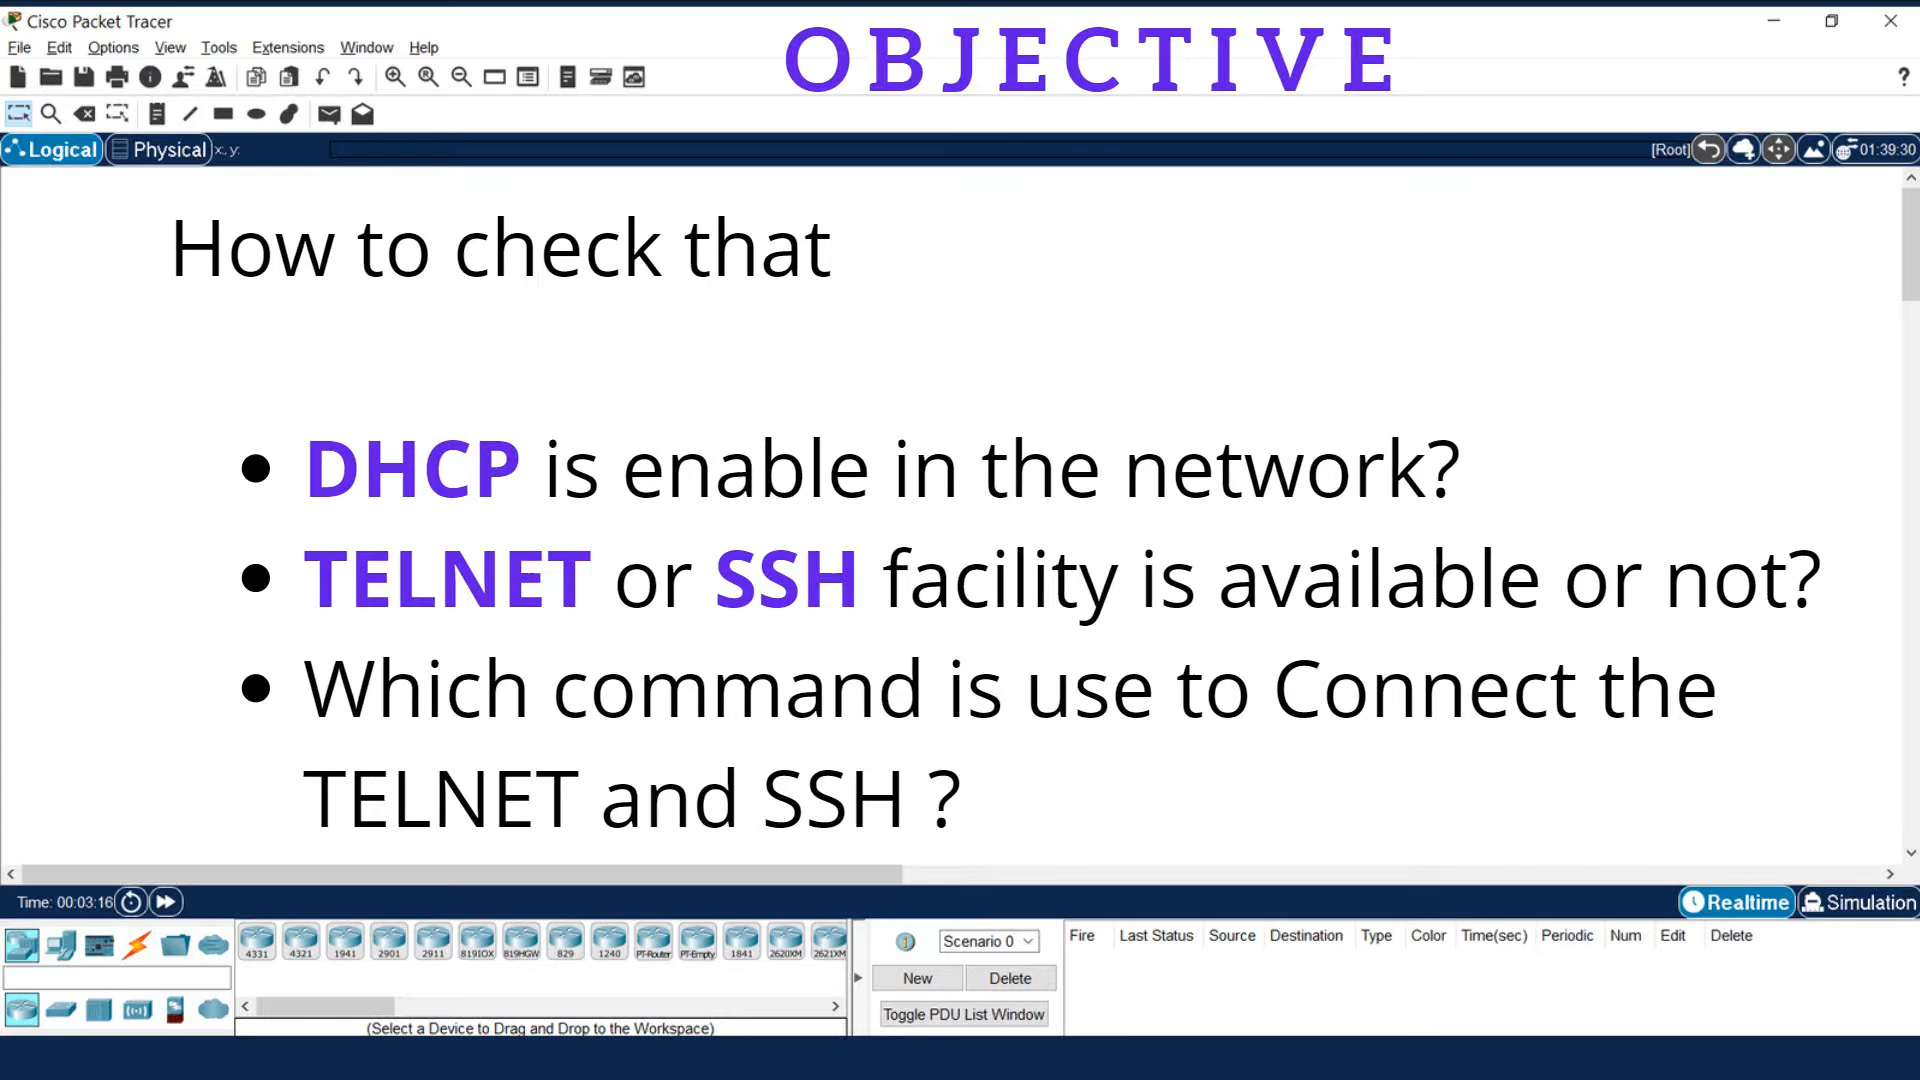 Cisco Packet Tracer
OBJECTIVE
File Edit Options View Tools Extensions Window Help
?
Logical Physical x, y:
[Root] 01:39:30
How to check that
• DHCP is enable in the network?
• TELNET or SSH facility is available or not?
• Which command is use to Connect the
TELNET and SSH ?
Time: 00:03:16
Realtime Simulation
4331 4321 1941 2901 2911 819IOX 819HGW 829 1240 PT-Router PT-Empty 1841 2620XM 2621XM
(Select a Device to Drag and Drop to the Workspace)
Scenario 0
New Delete
Toggle PDU List Window
Fire Last Status Source Destination Type Color Time(sec) Periodic Num Edit Delete